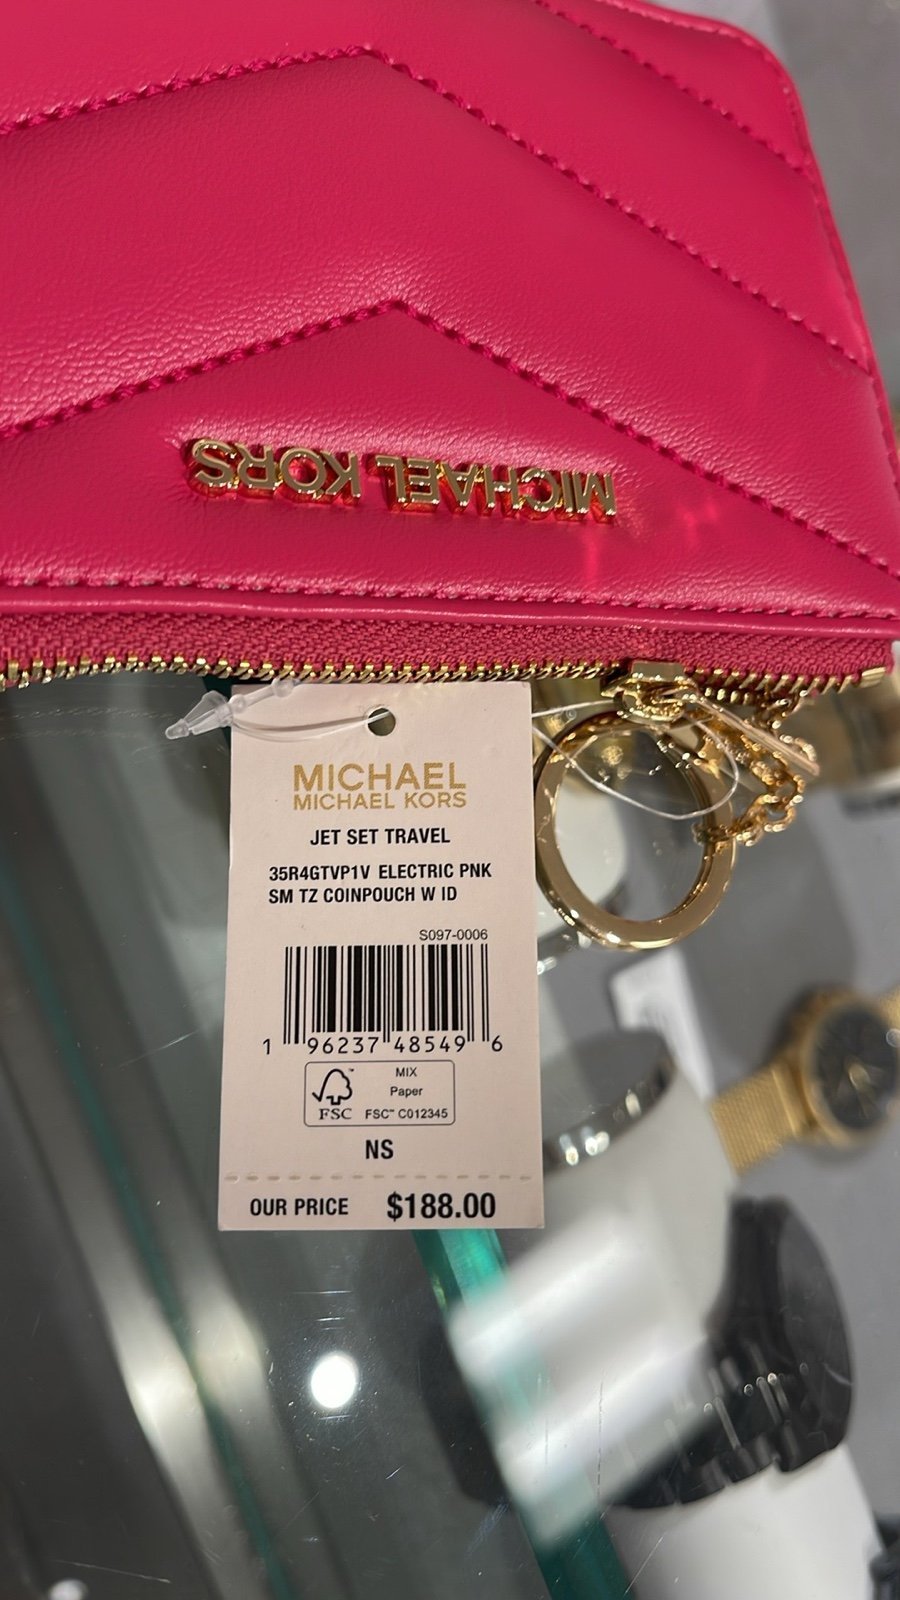 MICHAEL KORS
MICHAEL
MICHAEL KORS
JET SET TRAVEL
35R4GTVP1V ELECTRIC PNK
SM TZ COINPOUCH W ID
S097-0006
1 96237 48549 6
FSC™
MIX
Paper
FSC™ C012345
NS
OUR PRICE $188.00